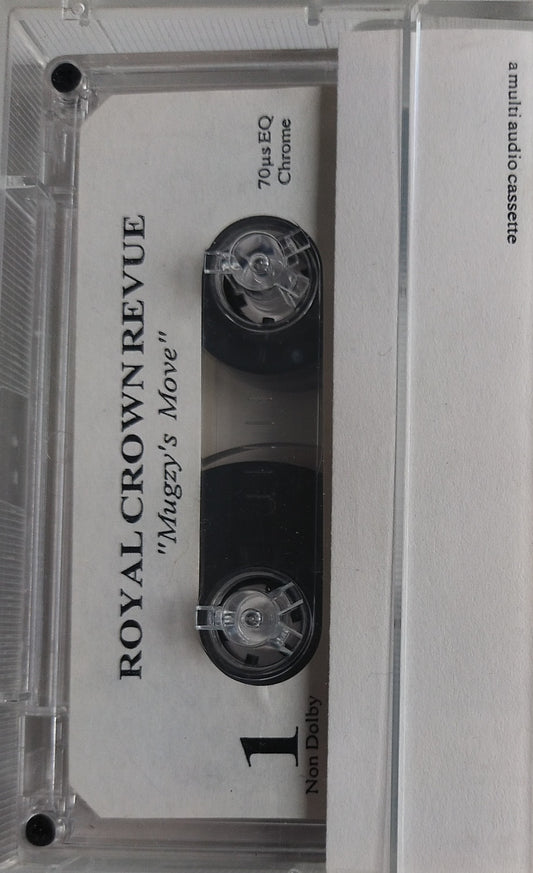 ROYAL CROWN REVUE
"Mugzy's Move"
1
Non Dolby
70µs EQ
Chrome
a multi audio cassette